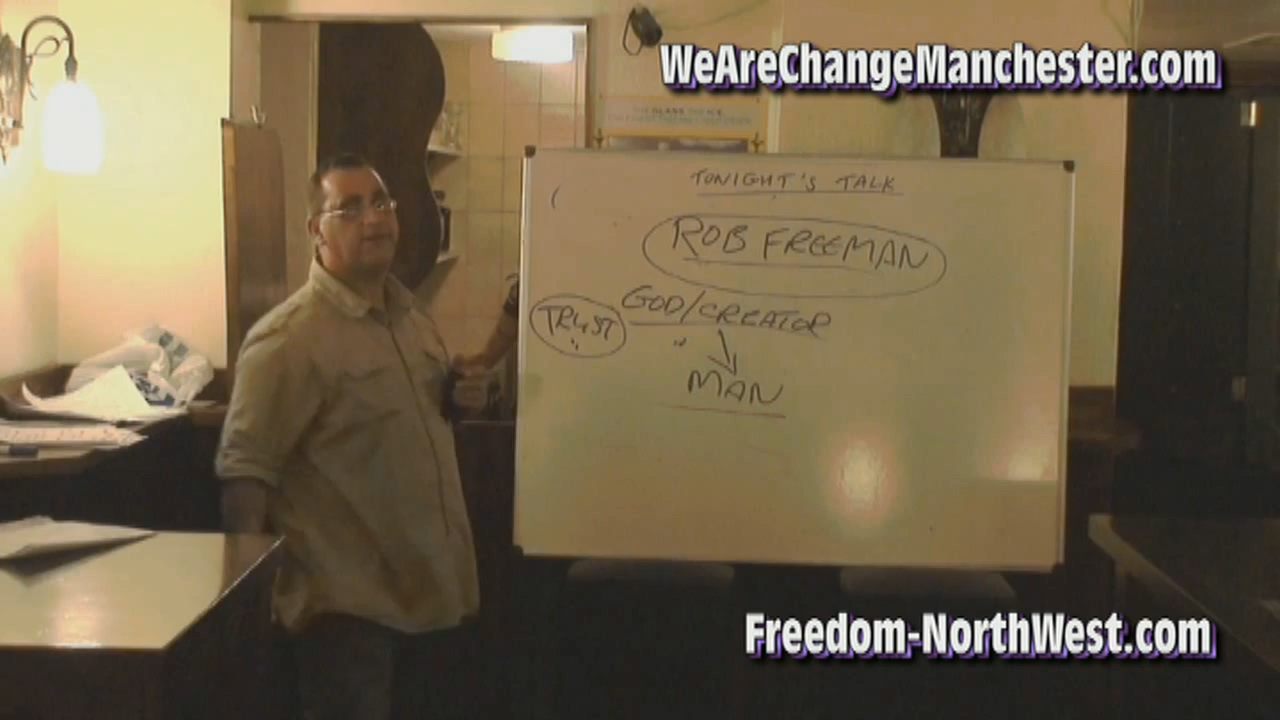 WeAreChangeManchester.com
TONIGHT'S TALK
ROB FREEMAN
GOD/CREATOR
TRUST
MAN
Freedom-NorthWest.com